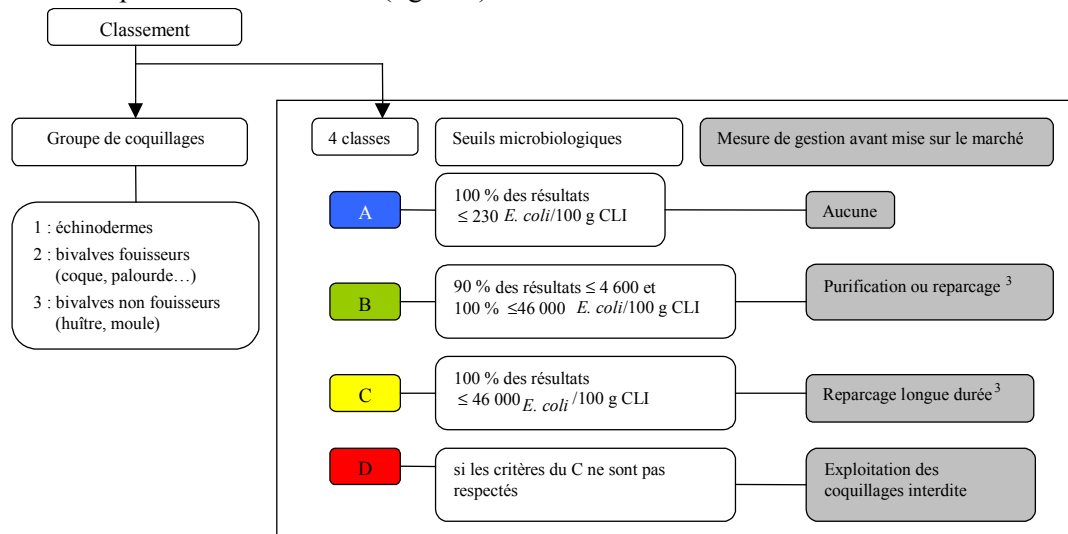 Classement
Groupe de coquillages
1 : échinodermes
2 : bivalves fouisseurs
(coque, palourde…)
3 : bivalves non fouisseurs
(huître, moule)
4 classes
Seuils microbiologiques
Mesure de gestion avant mise sur le marché
A
100 % des résultats
≤ 230 E. coli/100 g CLI
Aucune
B
90 % des résultats ≤ 4 600 et
100 % ≤46 000 E. coli/100 g CLI
Purification ou reparcage 3
C
100 % des résultats
≤ 46 000 E. coli /100 g CLI
Reparcage longue durée 3
D
si les critères du C ne sont pas
respectés
Exploitation des
coquillages interdite